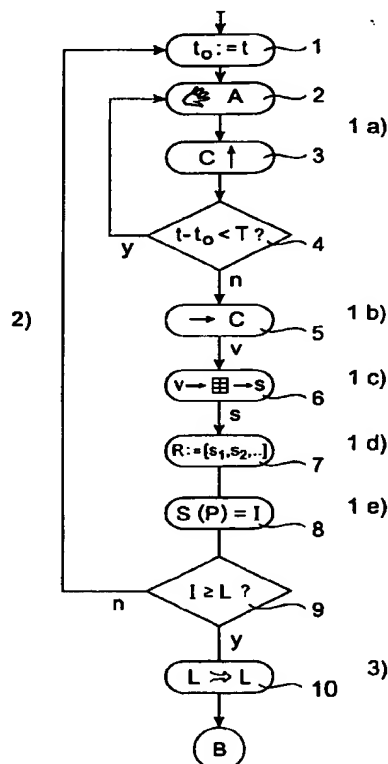 t₀ := t 1
A 2
1 a)
C ↑ 3
t-t₀ < T ? 4
y
n
2)
→ C 5
1 b)
v
v → ⊞ → s 6
1 c)
s
R:=[s₁,s₂,..] 7
1 d)
S (P) = I 8
1 e)
I ≥ L ? 9
n
y
L ⪼ L 10
3)
B